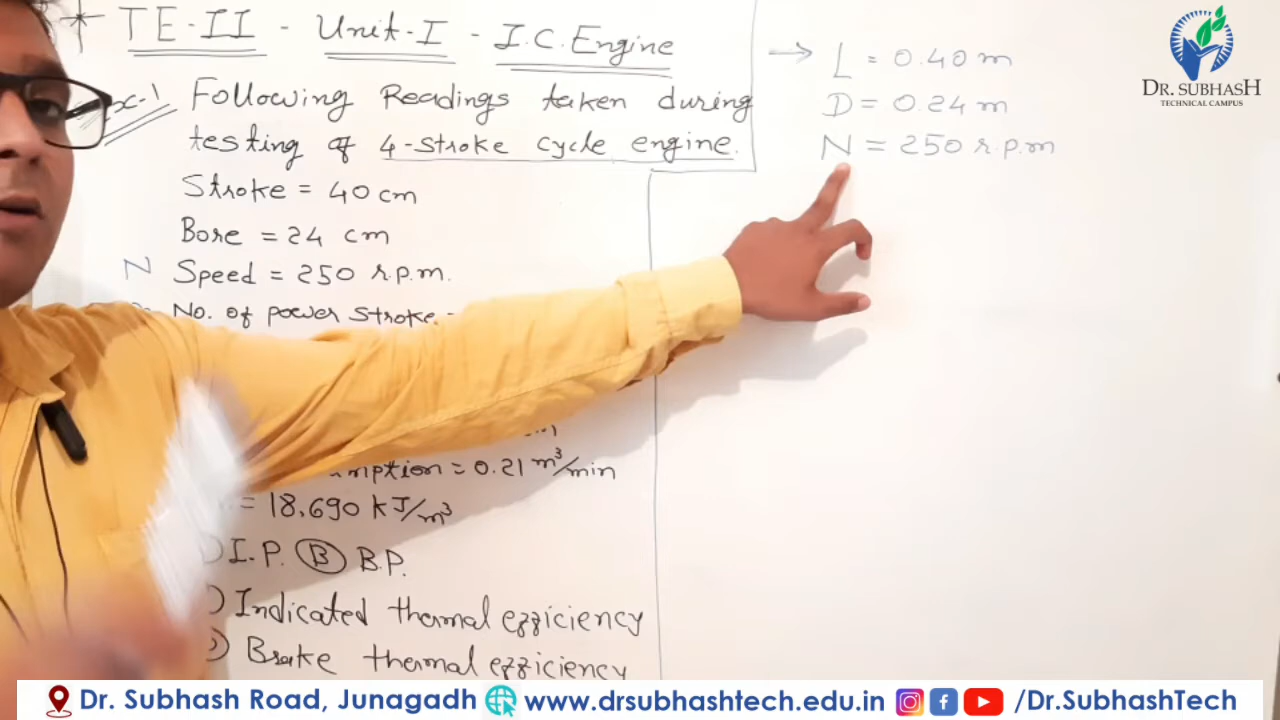 * TE-II - Unit-I - I.C. Engine
Ex-1 Following Readings taken during
testing of 4-stroke cycle engine.
Stroke = 40 cm
Bore = 24 cm
N Speed = 250 r.p.m.
No. of power stroke
= 0.21 m³/min
= 18.690 kJ/m³
I.P. Ⓑ B.P.
Indicated thermal efficiency
Brake thermal efficiency
→ L = 0.40 m
D = 0.24 m
N = 250 r.p.m
DR. SUBHASH
TECHNICAL CAMPUS
Dr. Subhash Road, Junagadh www.drsubhashtech.edu.in /Dr.SubhashTech